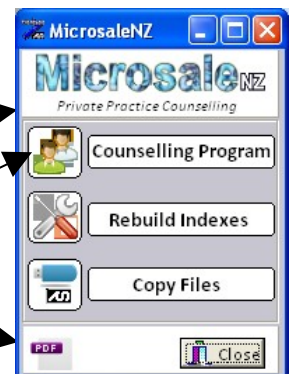 MicrosaleNZ
MicrosaleNZ
Private Practice Counselling
Counselling Program
Rebuild Indexes
Copy Files
PDF
Close